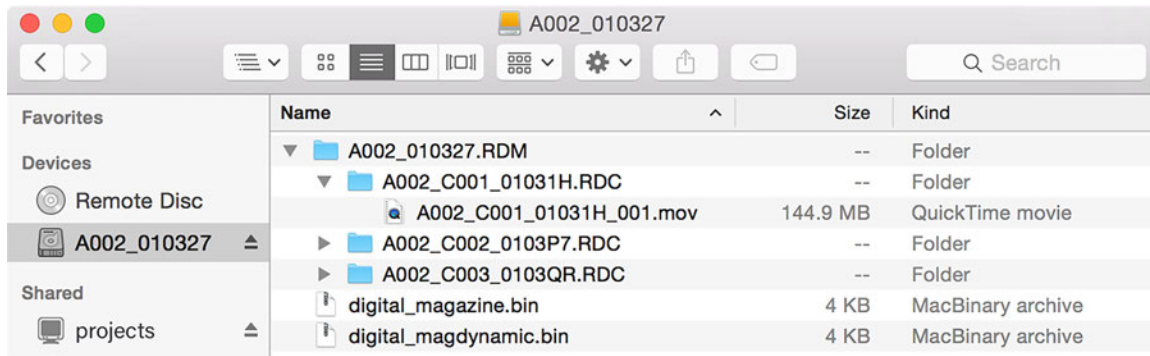 A002_010327
Search
Favorites
Devices
Remote Disc
A002_010327
Shared
projects
Name Size Kind
A002_010327.RDM -- Folder
A002_C001_01031H.RDC -- Folder
A002_C001_01031H_001.mov 144.9 MB QuickTime movie
A002_C002_0103P7.RDC -- Folder
A002_C003_0103QR.RDC -- Folder
digital_magazine.bin 4 KB MacBinary archive
digital_magdynamic.bin 4 KB MacBinary archive